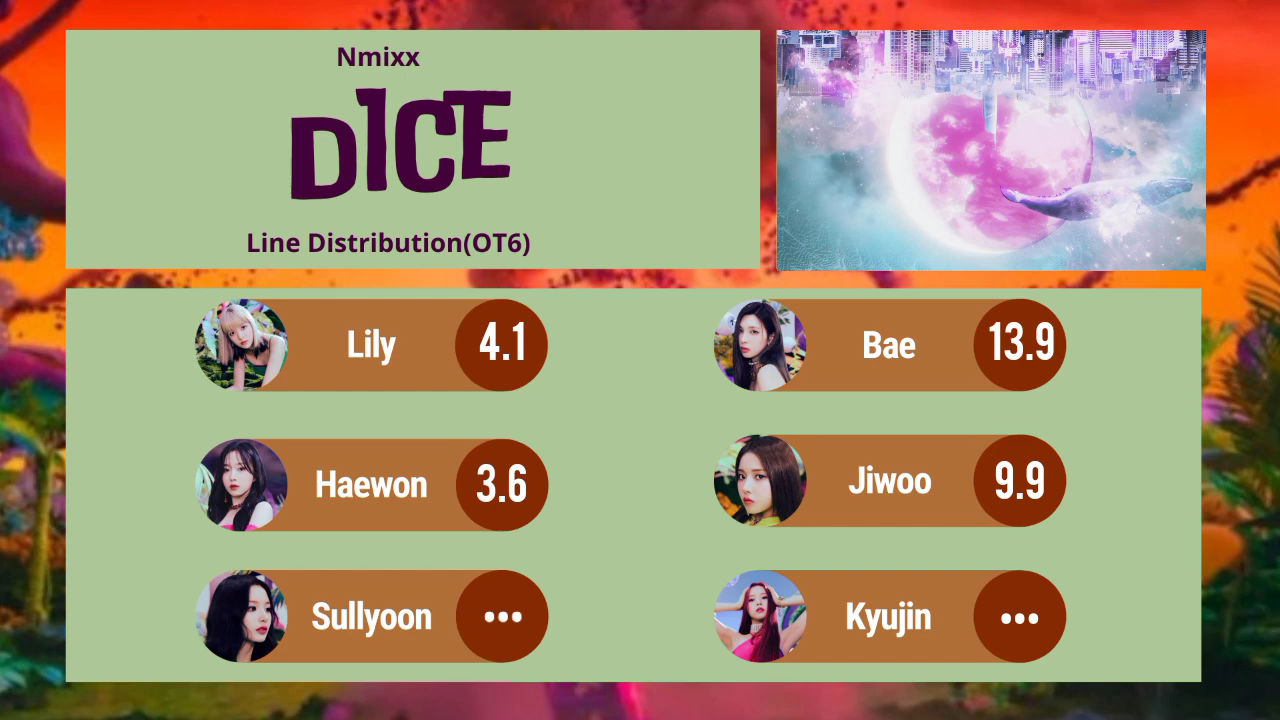 Nmixx
DICE
Line Distribution(OT6)
Lily 4.1
Bae 13.9
Haewon 3.6
Jiwoo 9.9
Sullyoon ...
Kyujin ...